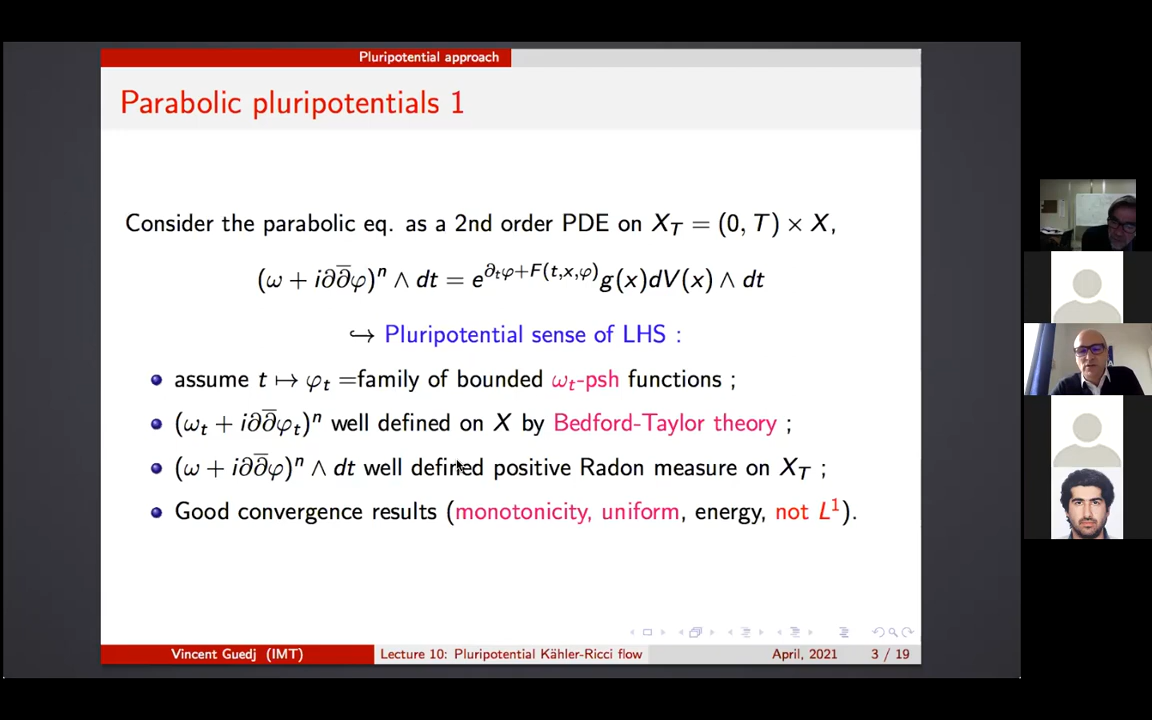 Pluripotential approach
Parabolic pluripotentials 1
Consider the parabolic eq. as a 2nd order PDE on X_T = (0, T) × X,
(ω + i∂∂̅φ)^n ∧ dt = e^{∂_tφ+F(t,x,φ)} g(x)dV(x) ∧ dt
↪ Pluripotential sense of LHS :
assume t ↦ φ_t =family of bounded ω_t-psh functions ;
(ω_t + i∂∂̅φ_t)^n well defined on X by Bedford-Taylor theory ;
(ω + i∂∂̅φ)^n ∧ dt well defined positive Radon measure on X_T ;
Good convergence results (monotonicity, uniform, energy, not L^1).
Vincent Guedj (IMT) Lecture 10: Pluripotential Kähler-Ricci flow April, 2021 3 / 19